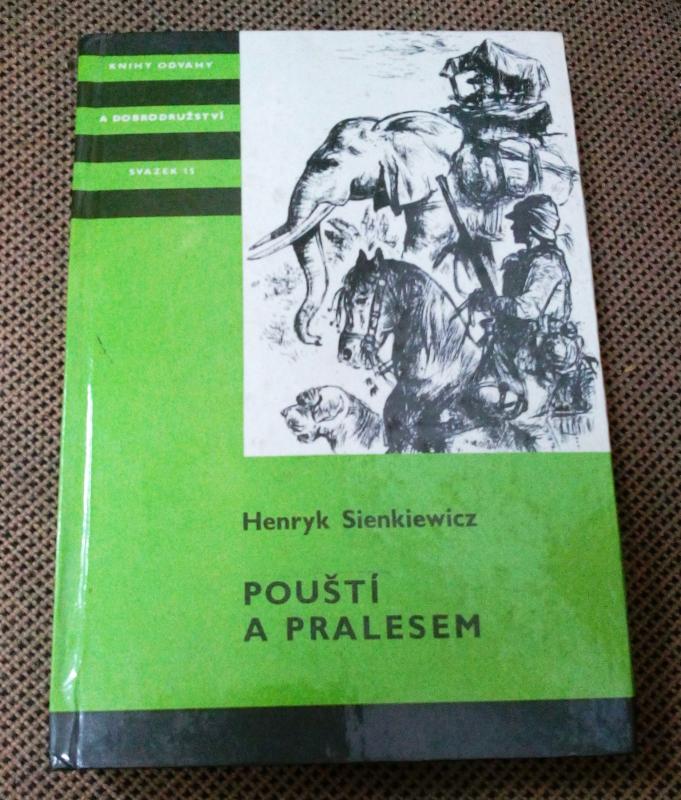 KNIHY ODVAHY
A DOBRODRUŽSTVÍ
SVAZEK 15
Henryk Sienkiewicz
POUŠTÍ
A PRALESEM